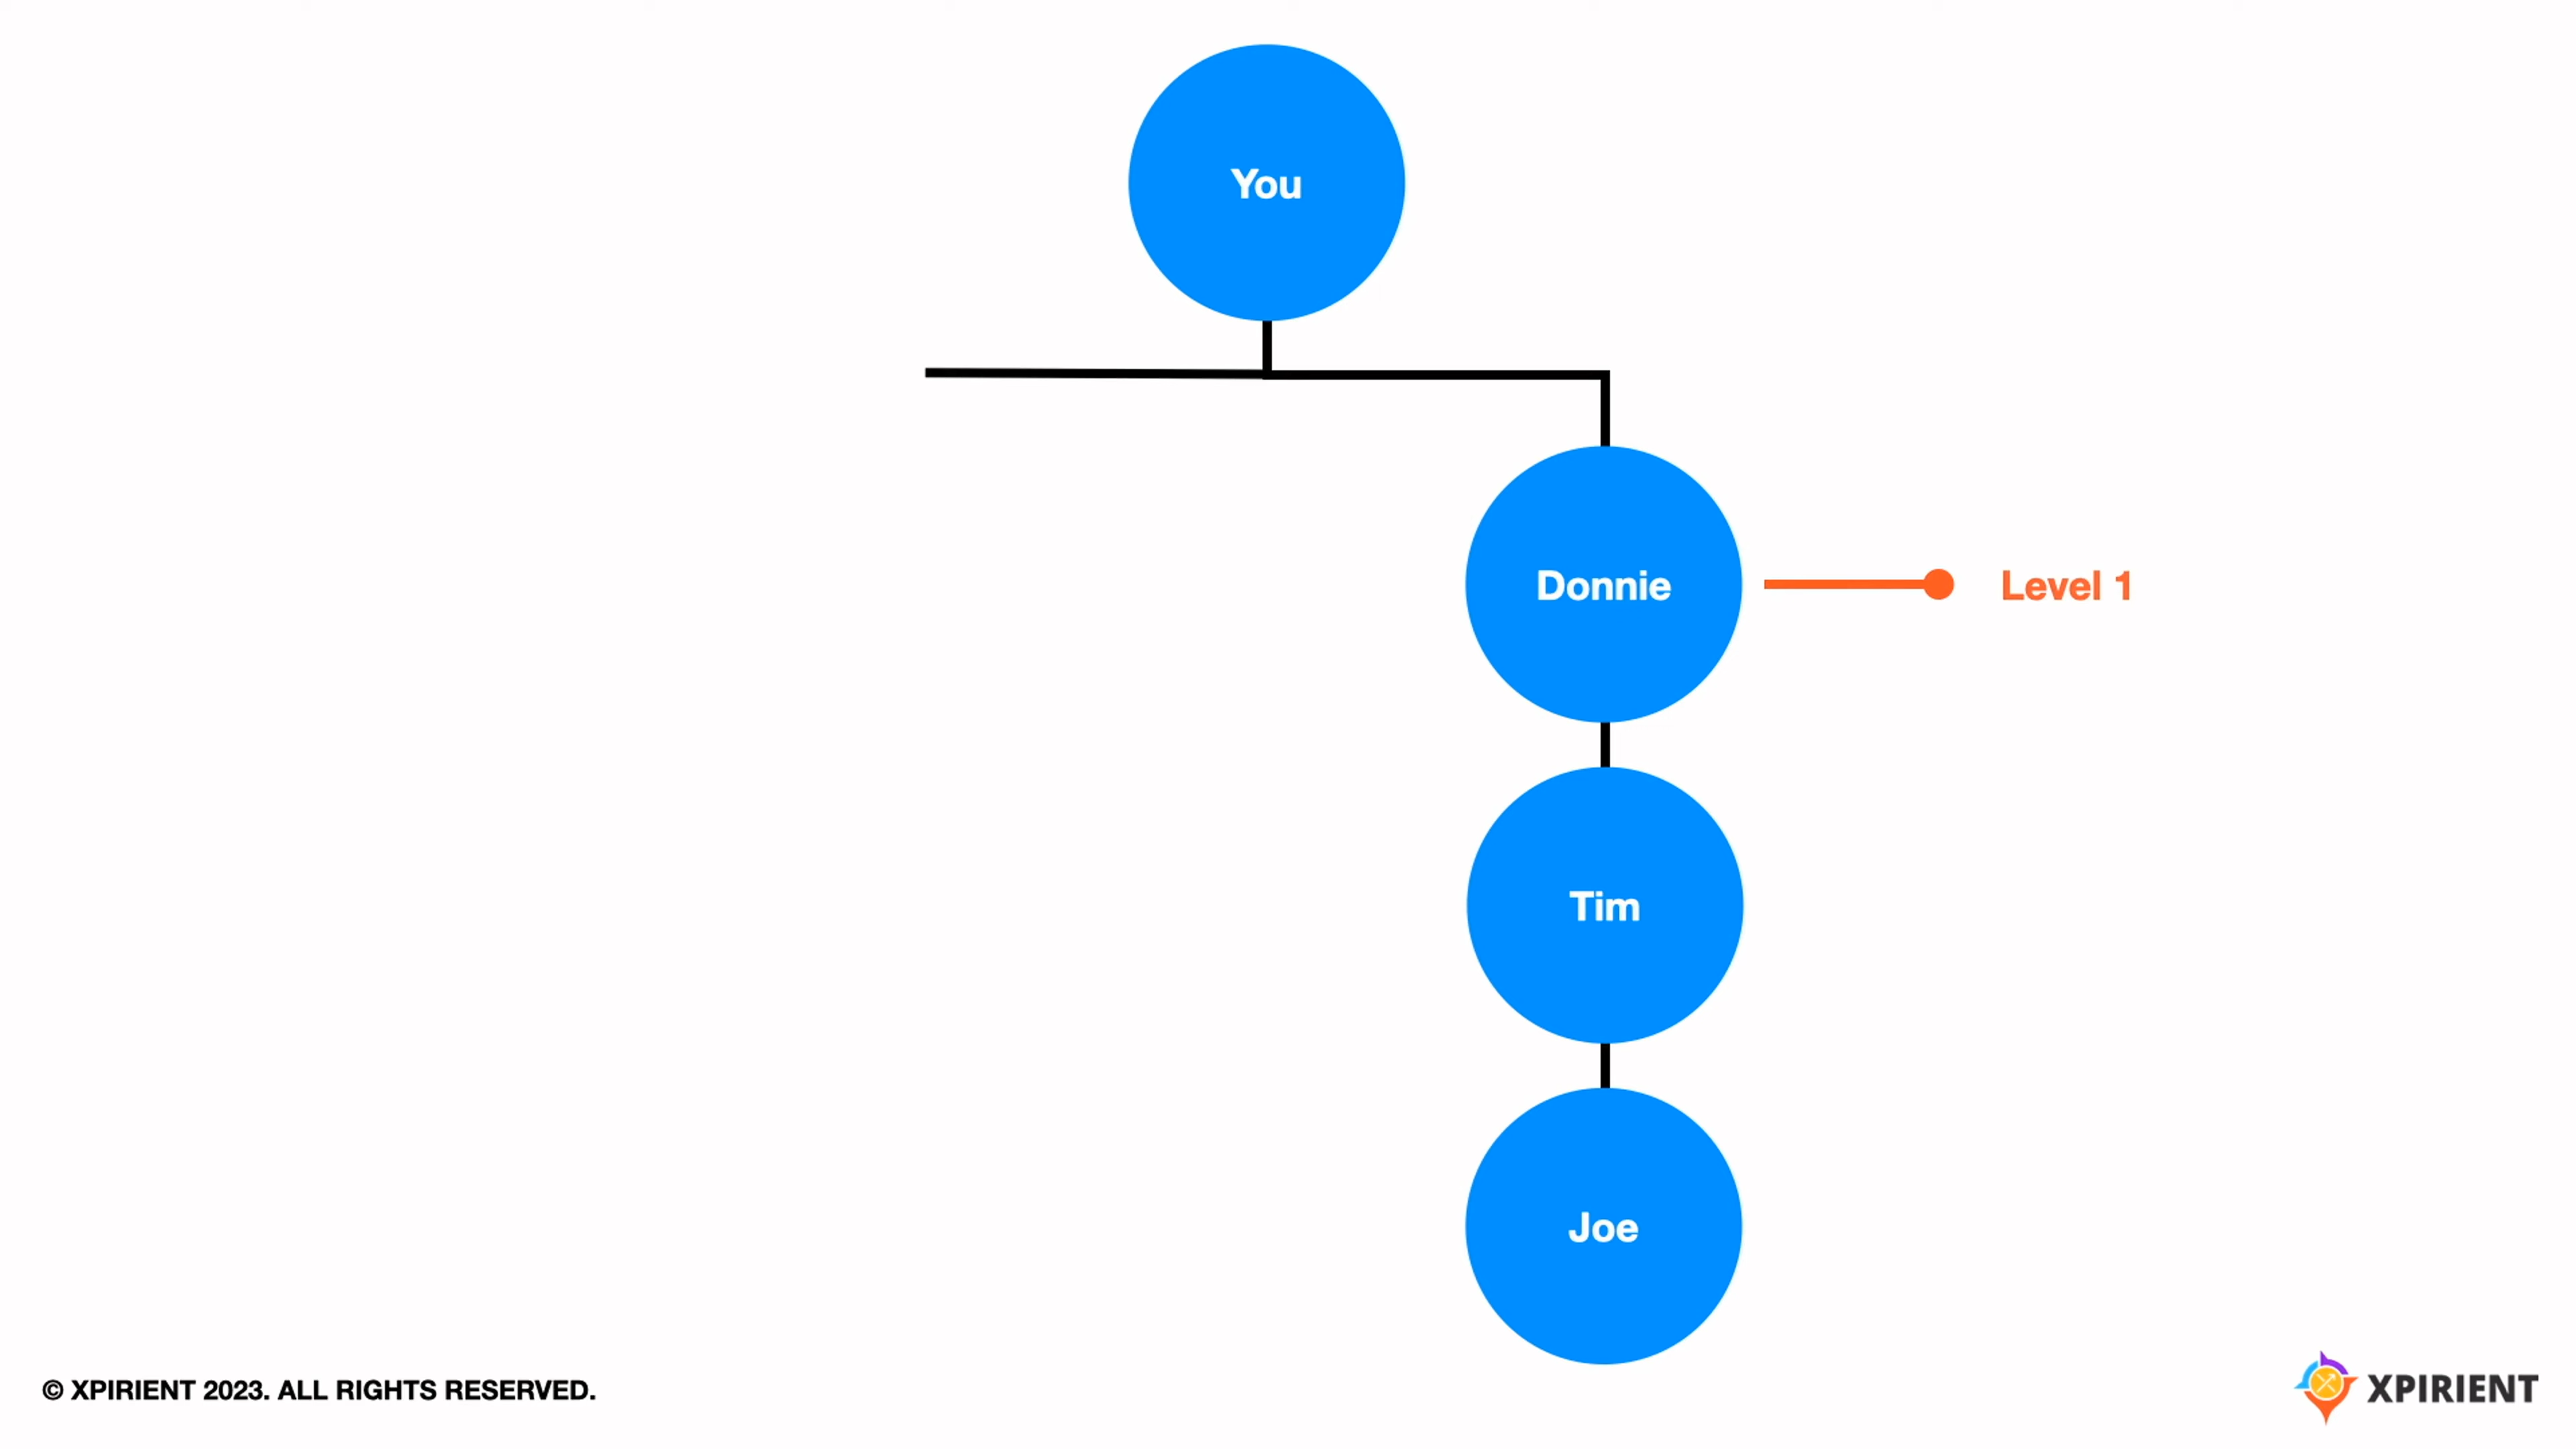 You
Donnie
Level 1
Tim
Joe
© XPIRIENT 2023. ALL RIGHTS RESERVED.
XPIRIENT